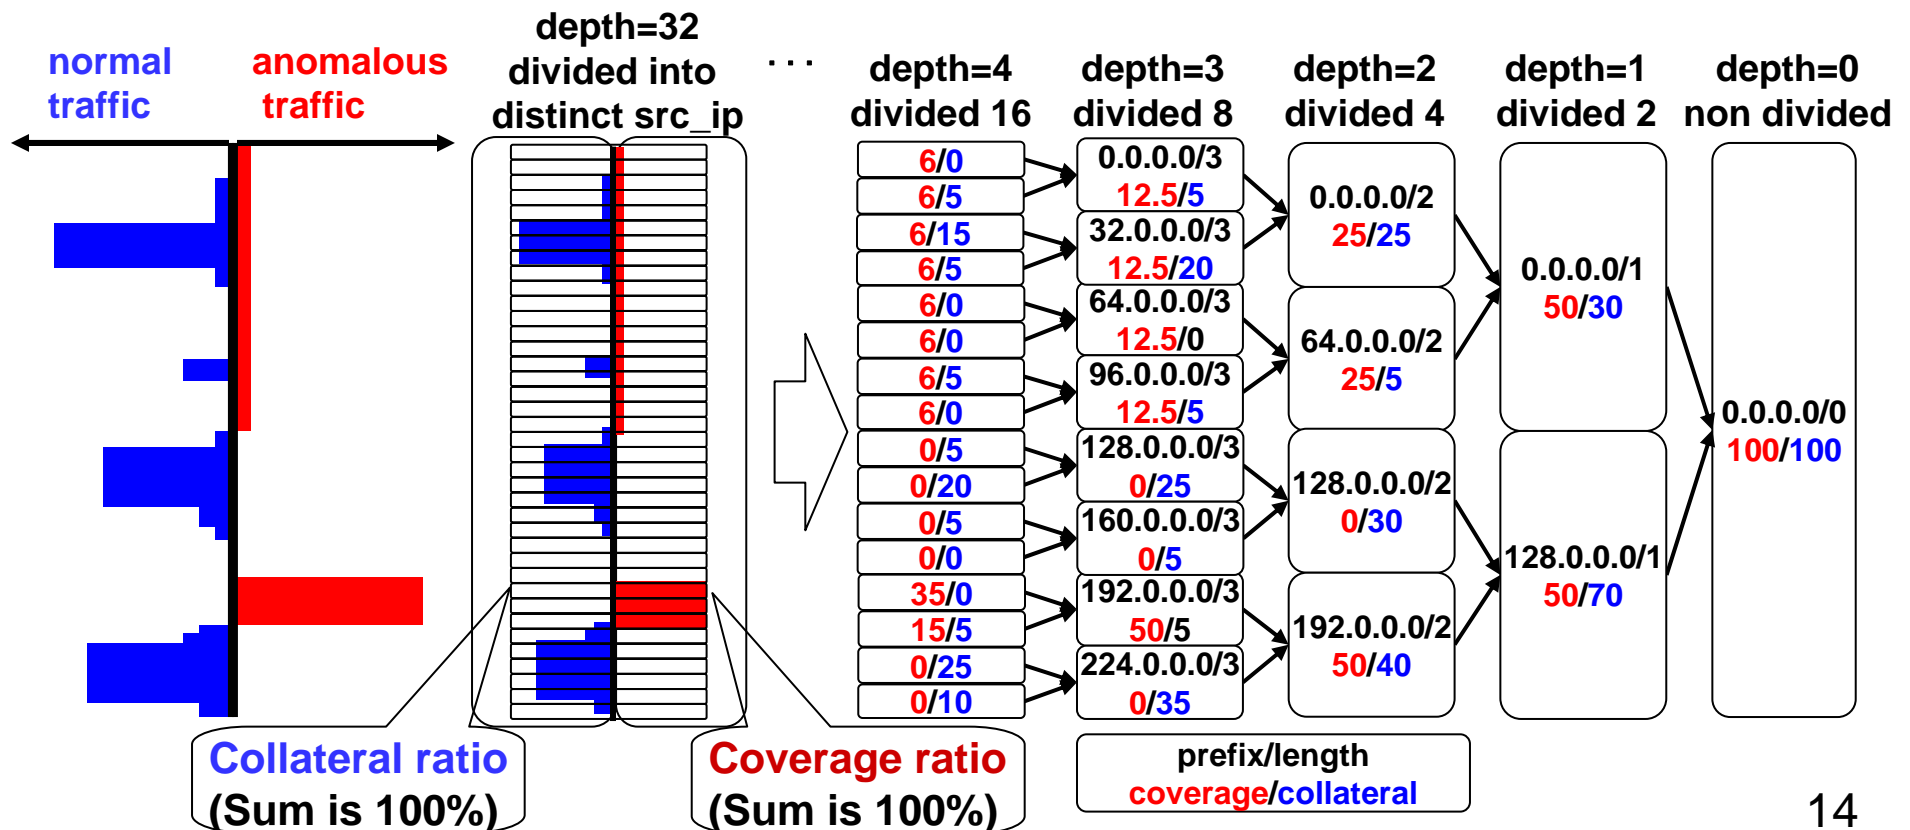 normal
traffic
anomalous
traffic
depth=32
divided into
distinct src_ip
...
depth=4
divided 16
depth=3
divided 8
depth=2
divided 4
depth=1
divided 2
depth=0
non divided
6/0
6/5
6/15
6/5
6/0
6/0
6/5
6/0
0/5
0/20
0/5
0/0
35/0
15/5
0/25
0/10
0.0.0.0/3
12.5/5
32.0.0.0/3
12.5/20
64.0.0.0/3
12.5/0
96.0.0.0/3
12.5/5
128.0.0.0/3
0/25
160.0.0.0/3
0/5
192.0.0.0/3
50/5
224.0.0.0/3
0/35
0.0.0.0/2
25/25
64.0.0.0/2
25/5
128.0.0.0/2
0/30
192.0.0.0/2
50/40
0.0.0.0/1
50/30
128.0.0.0/1
50/70
0.0.0.0/0
100/100
Collateral ratio
(Sum is 100%)
Coverage ratio
(Sum is 100%)
prefix/length
coverage/collateral
14